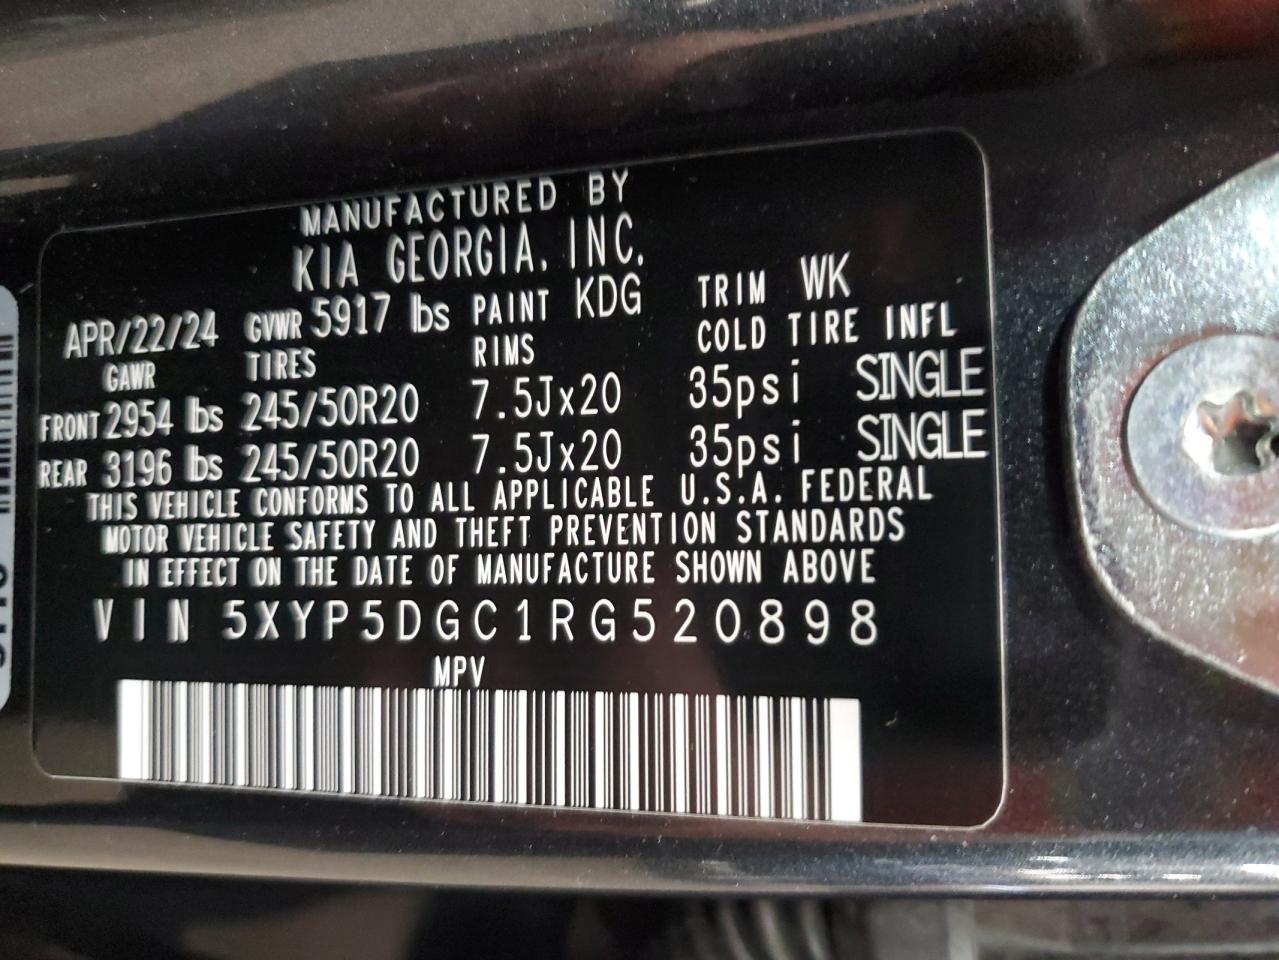 MANUFACTURED BY
KIA GEORGIA, INC.
APR/22/24 GVWR 5917 lbs PAINT KDG TRIM WK
GAWR TIRES RIMS COLD TIRE INFL
FRONT 2954 lbs 245/50R20 7.5Jx20 35psi SINGLE
REAR 3196 lbs 245/50R20 7.5Jx20 35psi SINGLE
THIS VEHICLE CONFORMS TO ALL APPLICABLE U.S.A. FEDERAL
MOTOR VEHICLE SAFETY AND THEFT PREVENTION STANDARDS
IN EFFECT ON THE DATE OF MANUFACTURE SHOWN ABOVE
VIN 5XYP5DGC1RG520898
MPV